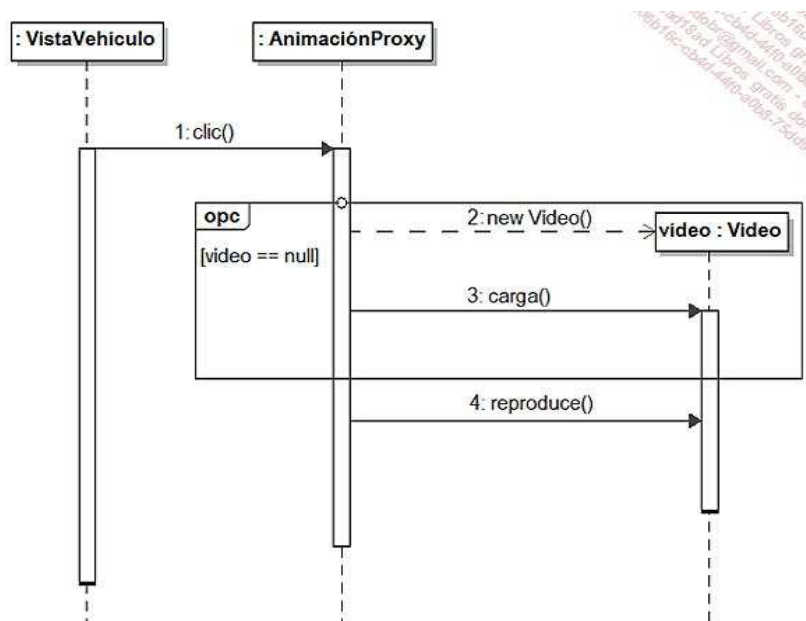 : VistaVehiculo
: AnimaciónProxy
1: clic()
opc
2: new Video()
video : Video
[video == null]
3: carga()
4: reproduce()